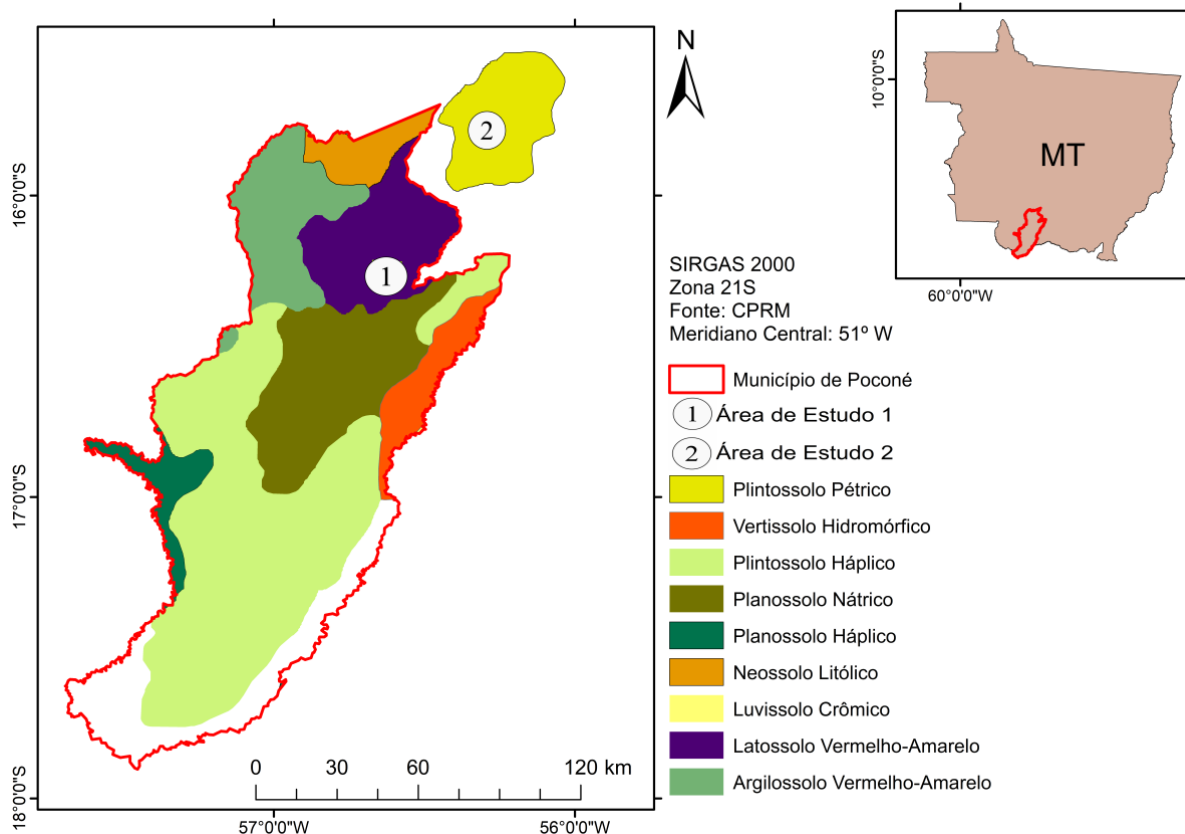 N
10°0'0"S
MT
60°0'0"W
2
16°0'0"S
1
17°0'0"S
18°0'0"S
0 30 60 120 km
57°0'0"W 56°0'0"W
SIRGAS 2000
Zona 21S
Fonte: CPRM
Meridiano Central: 51º W
Município de Poconé
1 Área de Estudo 1
2 Área de Estudo 2
Plintossolo Pétrico
Vertissolo Hidromórfico
Plintossolo Háplico
Planossolo Nátrico
Planossolo Háplico
Neossolo Litólico
Luvissolo Crômico
Latossolo Vermelho-Amarelo
Argilossolo Vermelho-Amarelo